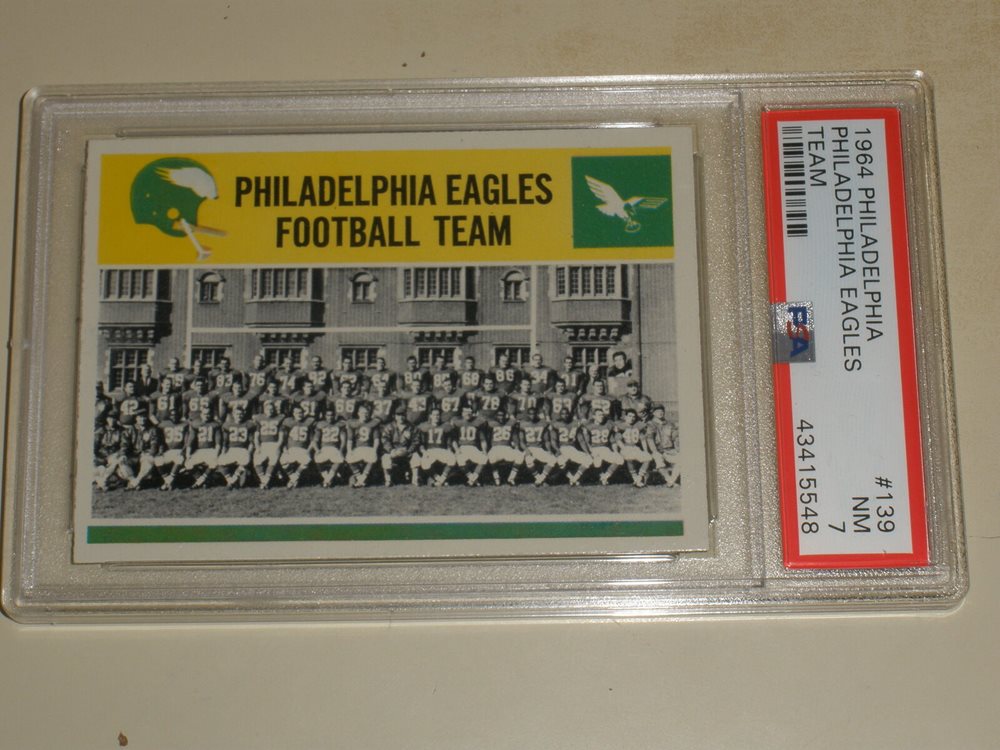 PHILADELPHIA EAGLES
FOOTBALL TEAM
1964 PHILADELPHIA
PHILADELPHIA EAGLES
TEAM
#139
NM
7
43415548
PSA